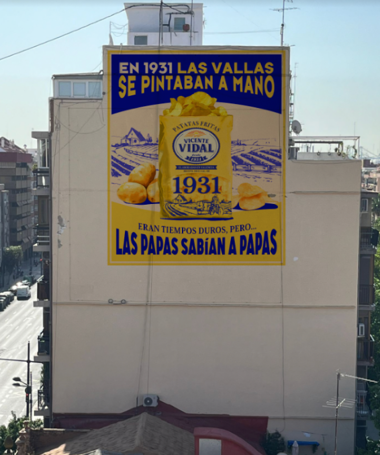 EN 1931 LAS VALLAS
SE PINTABAN A MANO
PATATAS FRITAS
VICENTE
VIDAL
1931
ERAN TIEMPOS DUROS, PERO...
LAS PAPAS SABÍAN A PAPAS